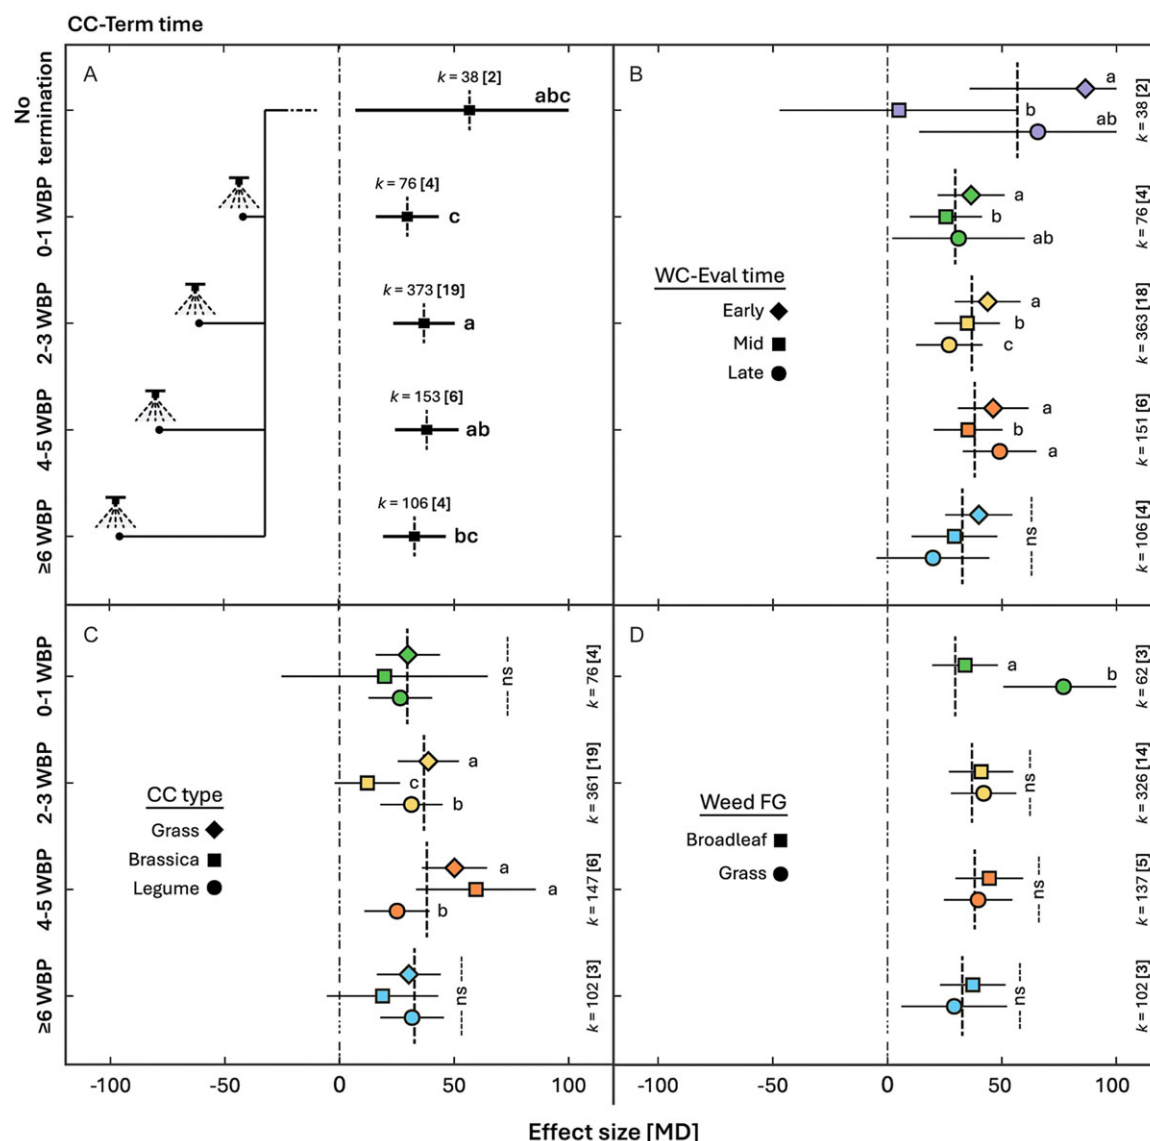 CC-Term time
A
No termination
k = 38 [2]
abc
0-1 WBP
k = 76 [4]
c
2-3 WBP
k = 373 [19]
a
4-5 WBP
k = 153 [6]
ab
≥6 WBP
k = 106 [4]
bc
B
WC-Eval time
Early
Mid
Late
a
b
ab
k = 38 [2]
a
b
ab
k = 76 [4]
a
b
c
k = 363 [18]
a
b
a
k = 151 [6]
ns
k = 106 [4]
C
CC type
Grass
Brassica
Legume
0-1 WBP
ns
k = 76 [4]
2-3 WBP
a
c
b
k = 361 [19]
4-5 WBP
a
a
b
k = 147 [6]
≥6 WBP
ns
k = 102 [3]
D
Weed FG
Broadleaf
Grass
a
b
k = 62 [3]
ns
k = 326 [14]
ns
k = 137 [5]
ns
k = 102 [3]
-100 -50 0 50 100
-100 -50 0 50 100
Effect size [MD]